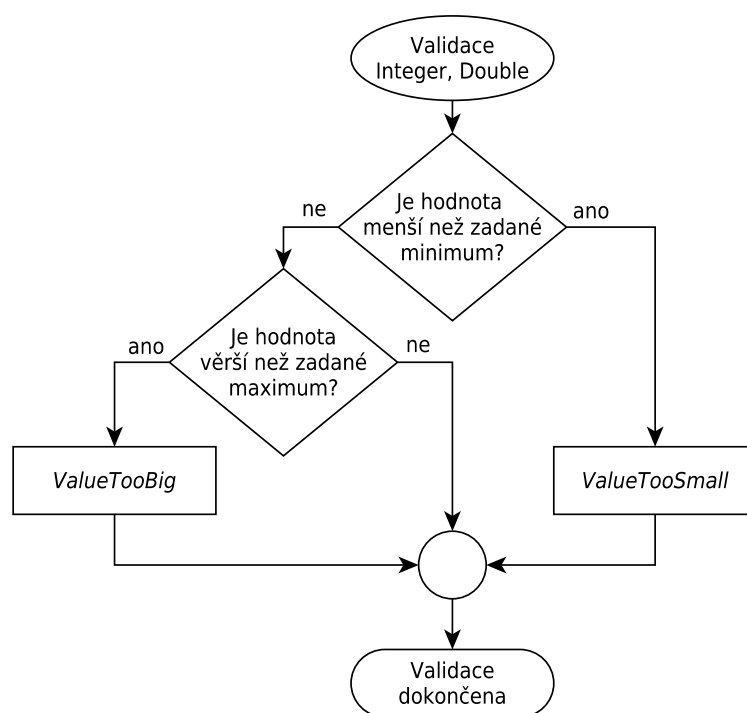 Validace
Integer, Double
Je hodnota
menší než zadané
minimum?
ne
ano
Je hodnota
věrší než zadané
maximum?
ano
ne
ValueTooBig
ValueTooSmall
Validace
dokončena